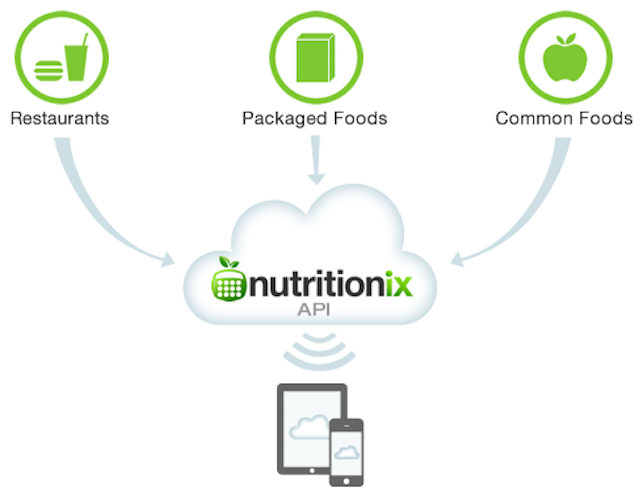 Restaurants
Packaged Foods
Common Foods
nutritionix
API